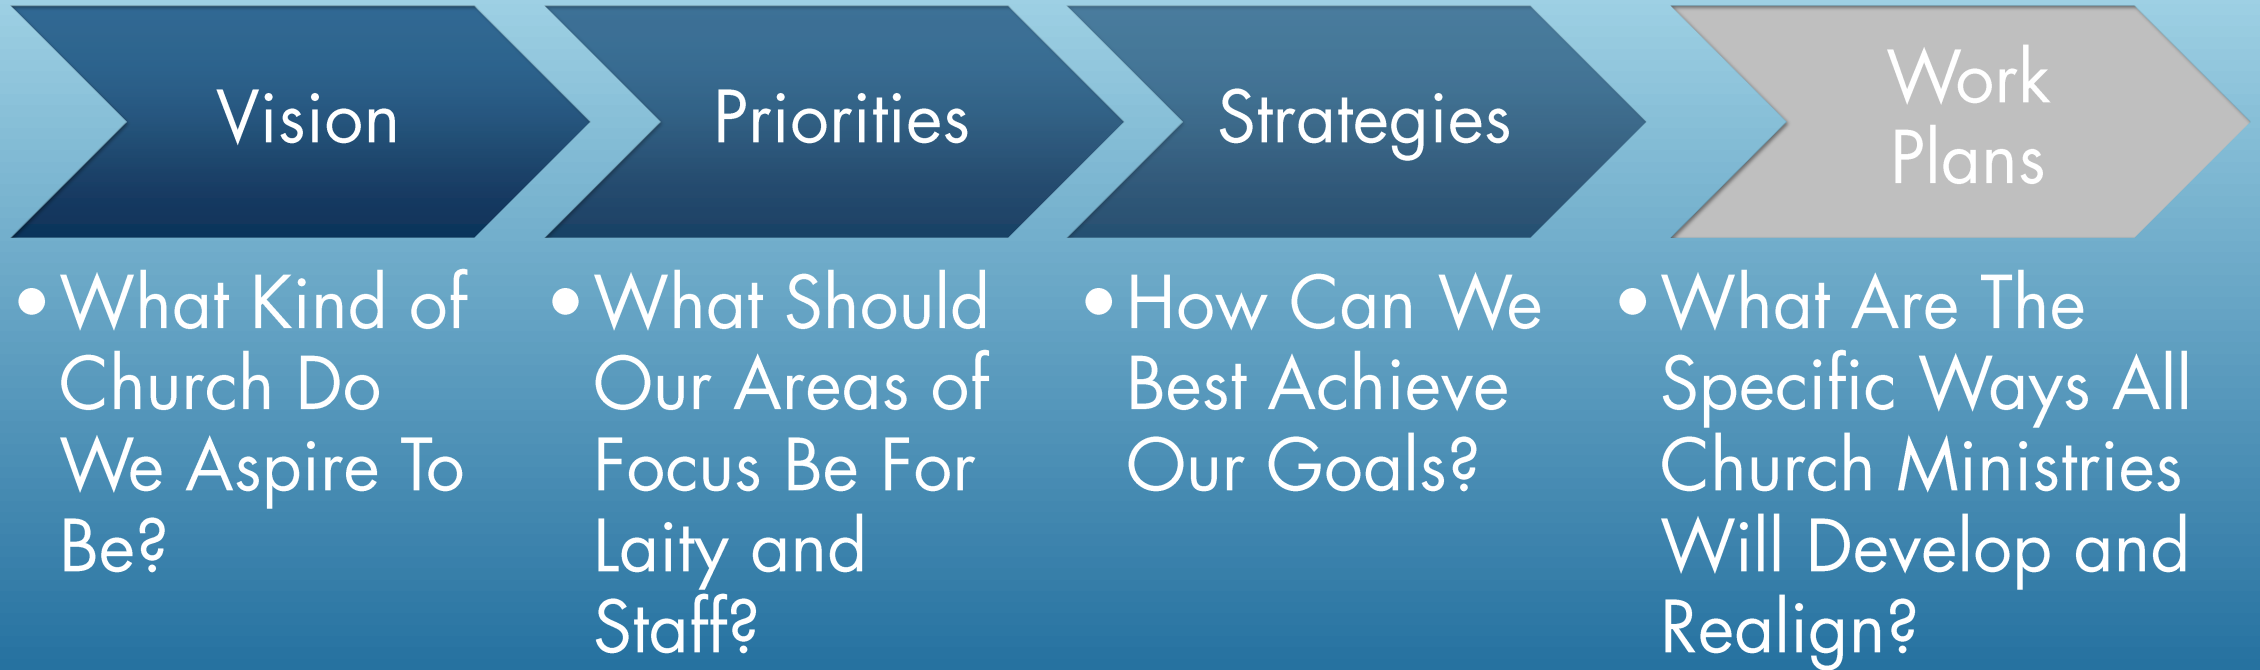 Vision
Priorities
Strategies
Work
Plans
• What Kind of
Church Do
We Aspire To
Be?
• What Should
Our Areas of
Focus Be For
Laity and
Staff?
• How Can We
Best Achieve
Our Goals?
• What Are The
Specific Ways All
Church Ministries
Will Develop and
Realign?